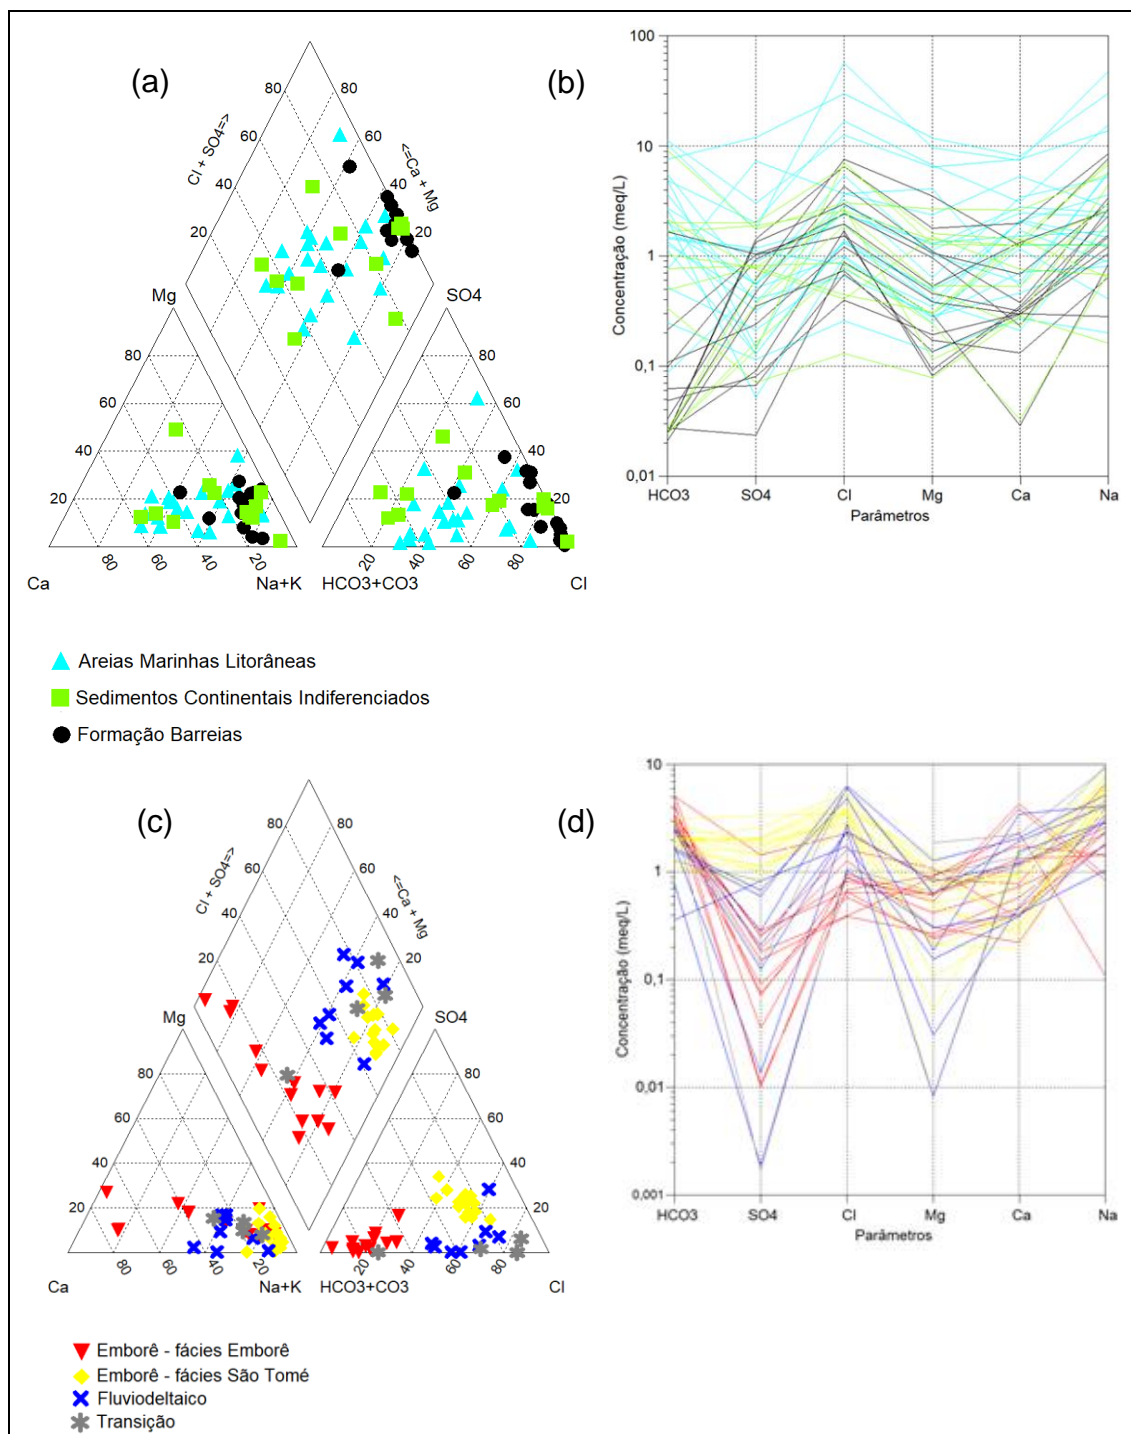 (a)
80
80
60
60
40
40
20
20
Cl + SO4=>
<=Ca + Mg
Mg
SO4
80
80
60
60
40
40
20
20
80
60
40
20
20
40
60
80
Ca
Na+K
HCO3+CO3
Cl
(b)
100
10
1
0,1
0,01
Concentração (meq/L)
HCO3
SO4
Cl
Mg
Ca
Na
Parâmetros
Areias Marinhas Litorâneas
Sedimentos Continentais Indiferenciados
Formação Barreias
(c)
80
80
60
60
40
40
20
20
Cl + SO4=>
<=Ca + Mg
Mg
SO4
80
80
60
60
40
40
20
20
80
60
40
20
20
40
60
80
Ca
Na+K
HCO3+CO3
Cl
(d)
10
1
0,1
0,01
0,001
Concentração (meq/L)
HCO3
SO4
Cl
Mg
Ca
Na
Parâmetros
Emborê - fácies Emborê
Emborê - fácies São Tomé
Fluviodeltaico
Transição